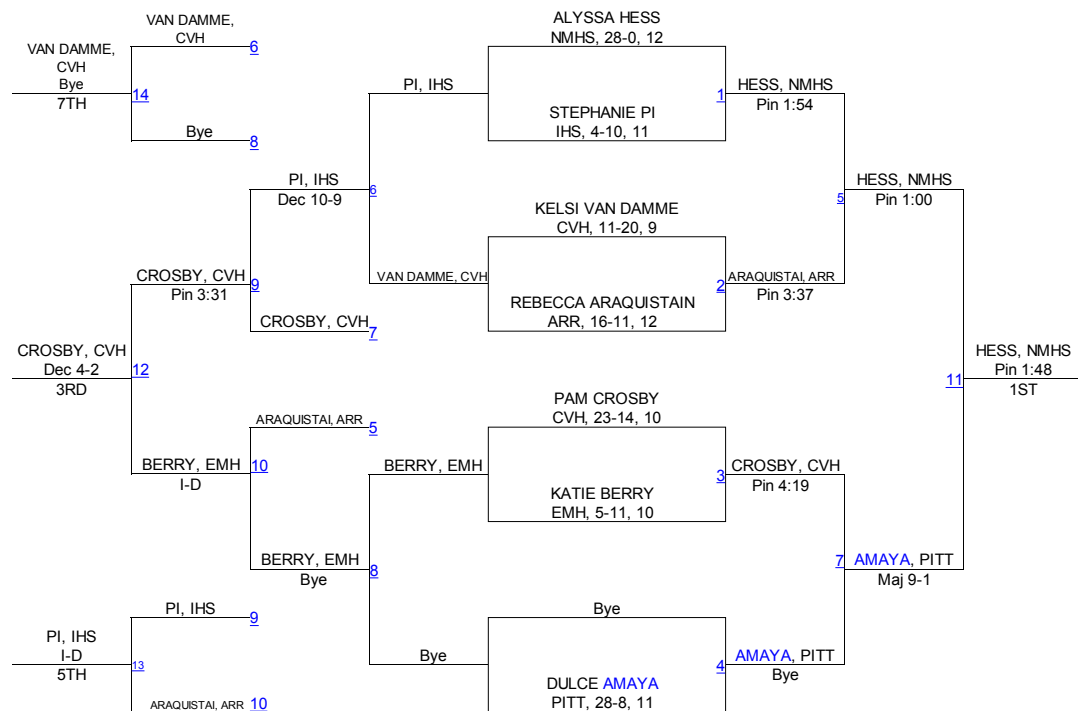 VAN DAMME,
CVH
6
VAN DAMME,
CVH
Bye
14
7TH
Bye
8
ALYSSA HESS
NMHS, 28-0, 12
PI, IHS
1
HESS, NMHS
Pin 1:54
STEPHANIE PI
IHS, 4-10, 11
PI, IHS
6
Dec 10-9
HESS, NMHS
5
Pin 1:00
KELSI VAN DAMME
CVH, 11-20, 9
CROSBY, CVH
9
Pin 3:31
VAN DAMME, CVH
2
ARAQUISTAI, ARR
Pin 3:37
REBECCA ARAQUISTAIN
ARR, 16-11, 12
CROSBY, CVH
7
CROSBY, CVH
Dec 4-2
12
3RD
HESS, NMHS
Pin 1:48
11
1ST
PAM CROSBY
CVH, 23-14, 10
ARAQUISTAI, ARR
5
BERRY, EMH
10
I-D
BERRY, EMH
3
CROSBY, CVH
Pin 4:19
KATIE BERRY
EMH, 5-11, 10
BERRY, EMH
8
Bye
7
AMAYA, PITT
Maj 9-1
PI, IHS
9
Bye
PI, IHS
I-D
13
5TH
Bye
4
AMAYA, PITT
Bye
DULCE AMAYA
PITT, 28-8, 11
ARAQUISTAI, ARR
10